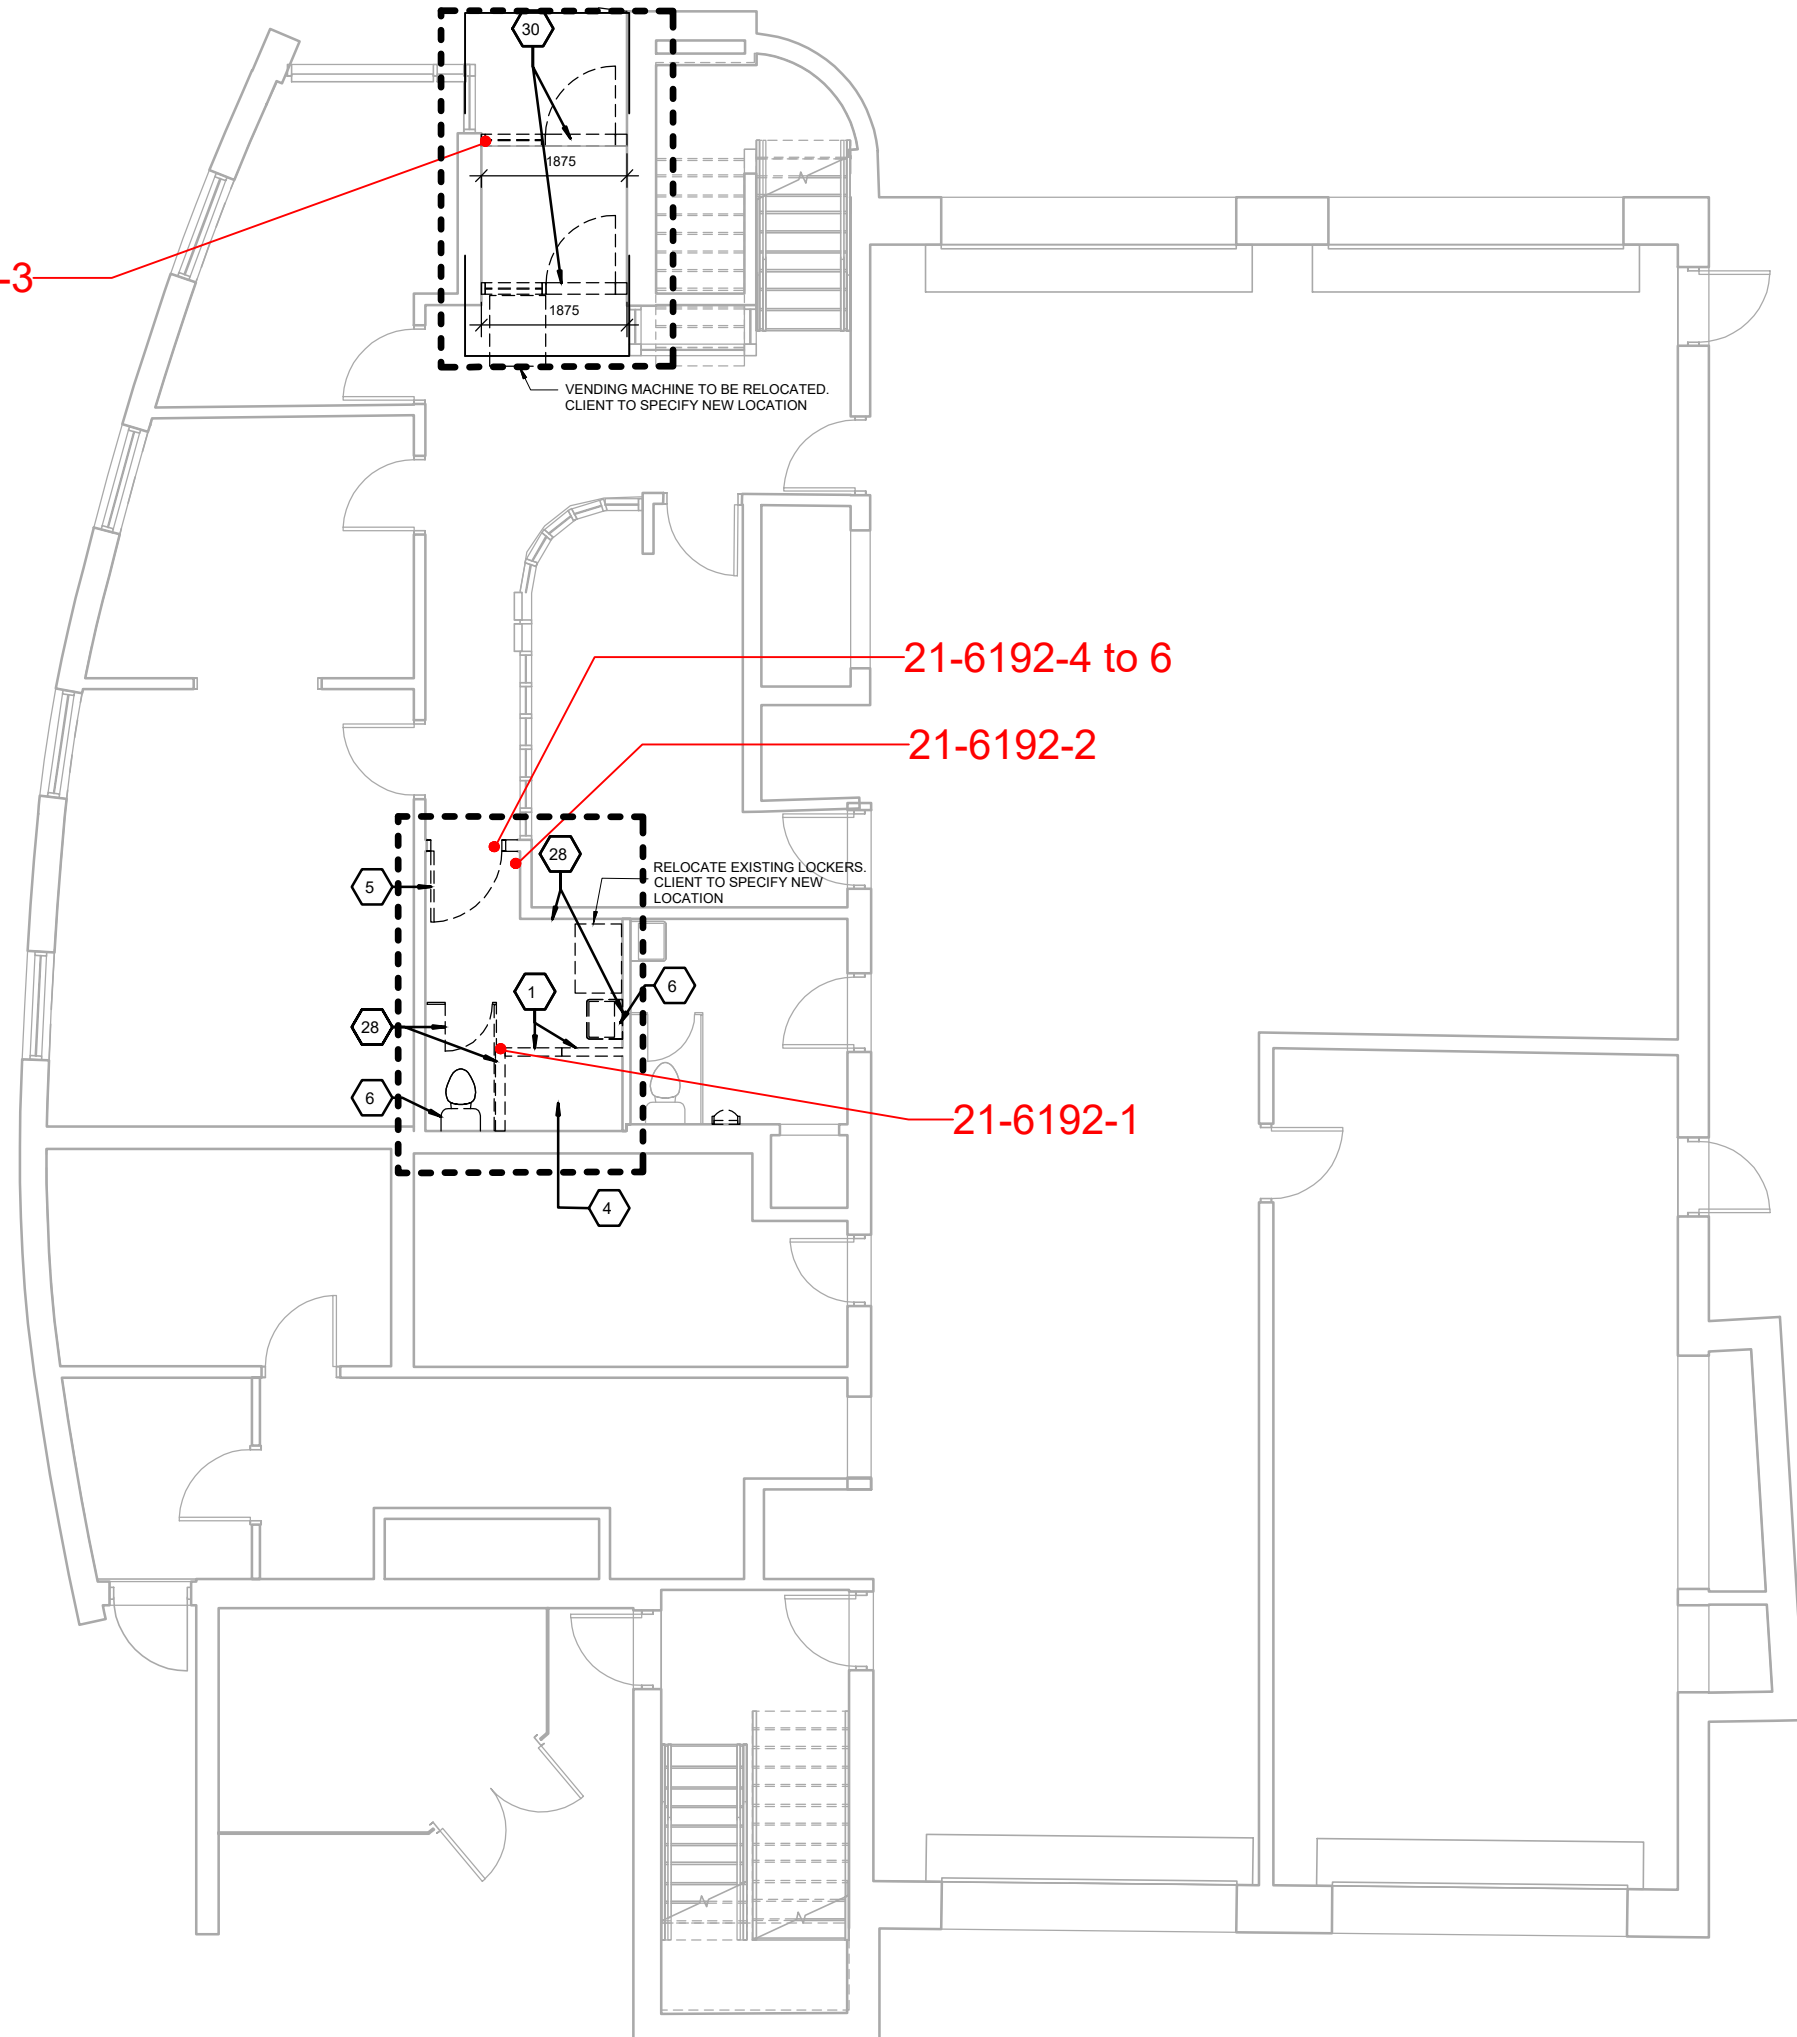 30
1875
-3
1875
VENDING MACHINE TO BE RELOCATED.
CLIENT TO SPECIFY NEW LOCATION
21-6192-4 to 6
21-6192-2
28
RELOCATE EXISTING LOCKERS.
CLIENT TO SPECIFY NEW
LOCATION
5
1
6
28
6
21-6192-1
4